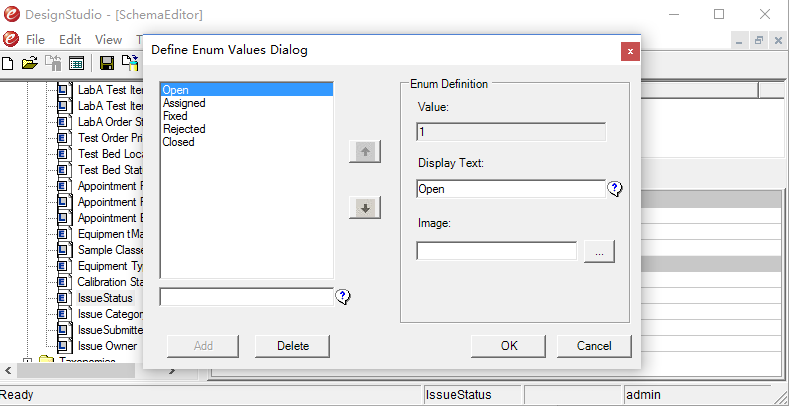 DesignStudio - [SchemaEditor]
File Edit View
Define Enum Values Dialog
LabA Test Iter
LabA Test Iter
LabA Order St
Test Order Pri
Test Bed Loca
Test Bed Stat
Appointment F
Appointment F
Appointment E
Equipmen tMa
Sample Classe
Equipment Typ
Calibration Sta
IssueStatus
Issue Category
IssueSubmitte
Issue Owner
Taxonomies
Open
Assigned
Fixed
Rejected
Closed
Add
Delete
Enum Definition
Value:
1
Display Text:
Open
Image:
...
OK
Cancel
Ready
IssueStatus
admin